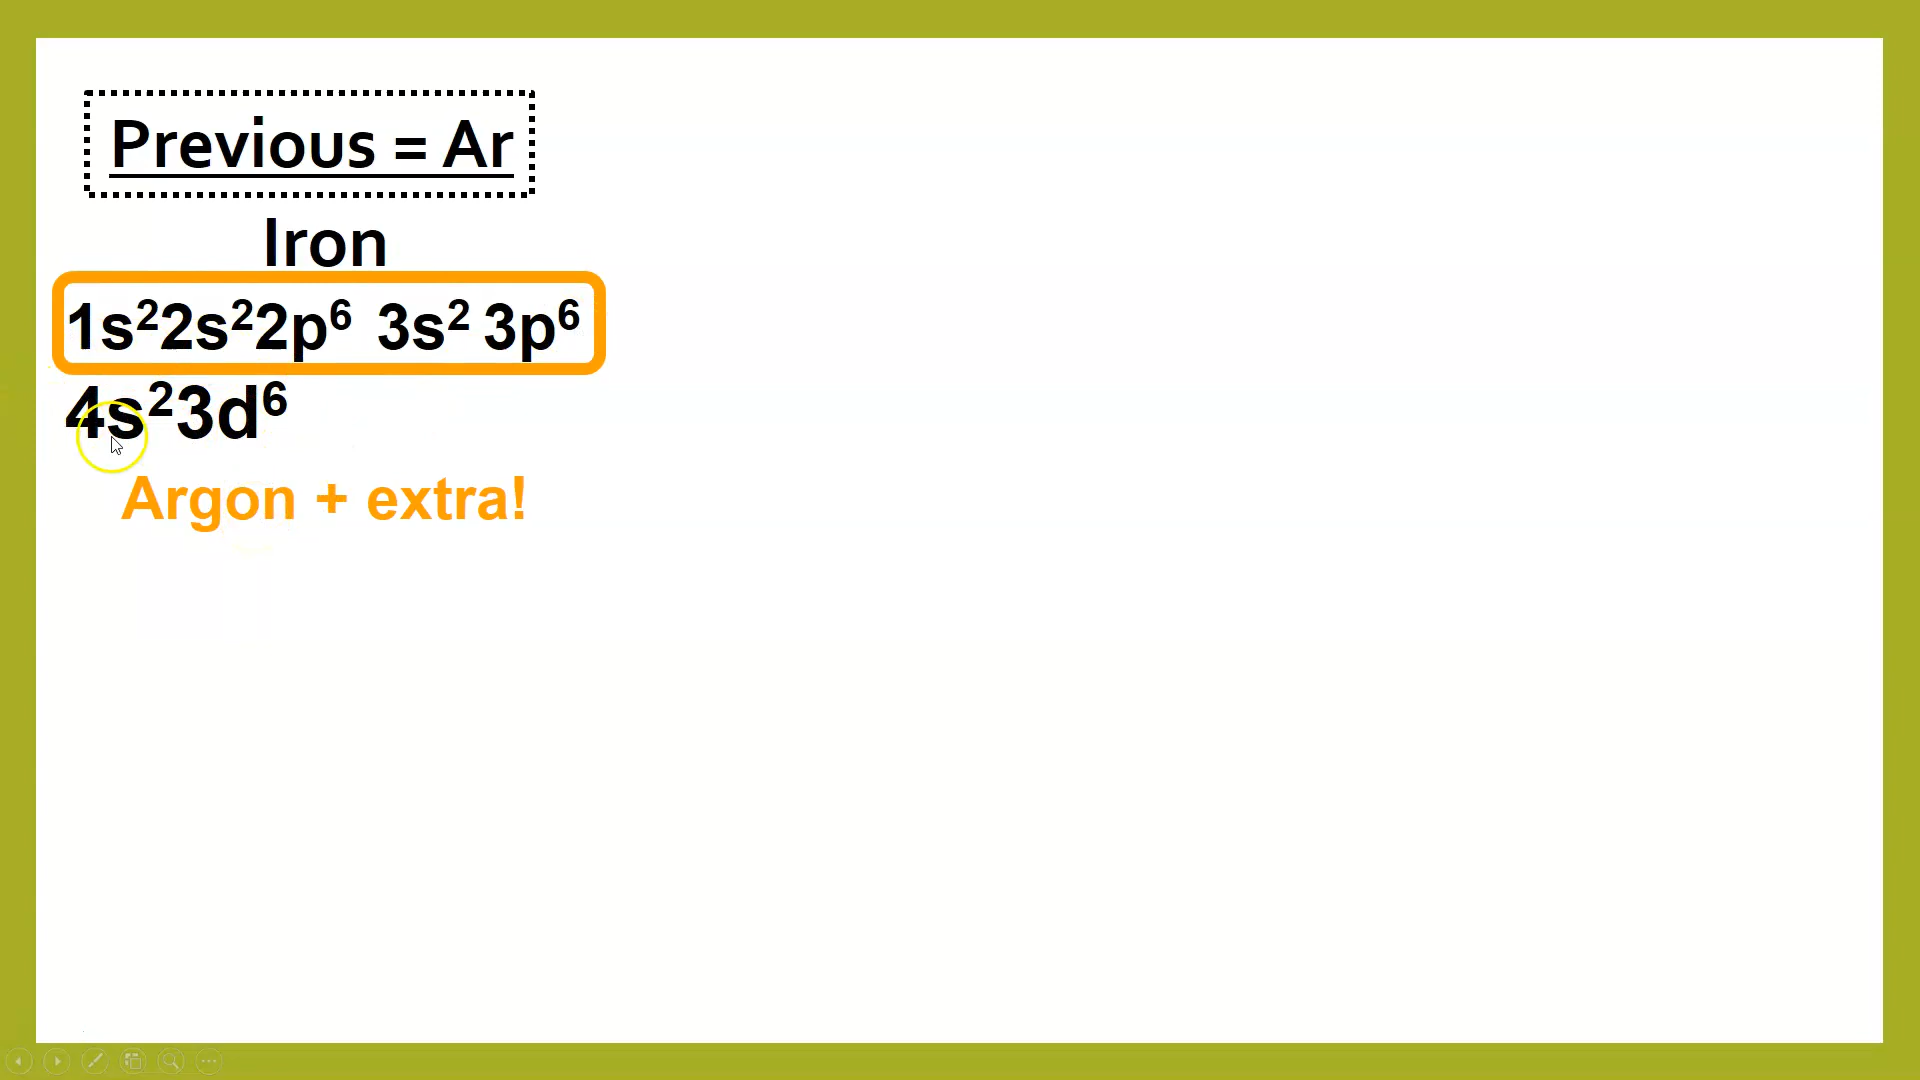 Previous = Ar
Iron
1s²2s²2p⁶ 3s² 3p⁶
4s²3d⁶
Argon + extra!